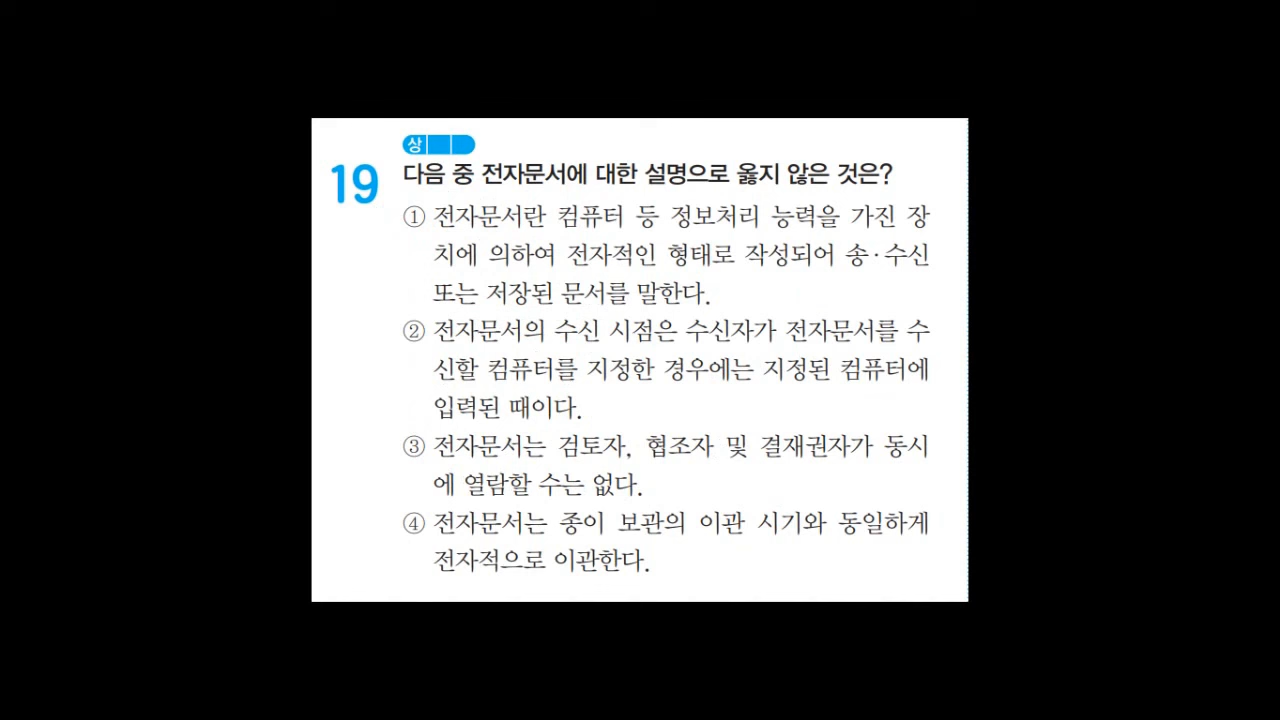 상
19 다음 중 전자문서에 대한 설명으로 옳지 않은 것은?
① 전자문서란 컴퓨터 등 정보처리 능력을 가진 장
치에 의하여 전자적인 형태로 작성되어 송·수신
또는 저장된 문서를 말한다.
② 전자문서의 수신 시점은 수신자가 전자문서를 수
신할 컴퓨터를 지정한 경우에는 지정된 컴퓨터에
입력된 때이다.
③ 전자문서는 검토자, 협조자 및 결재권자가 동시
에 열람할 수는 없다.
④ 전자문서는 종이 보관의 이관 시기와 동일하게
전자적으로 이관한다.